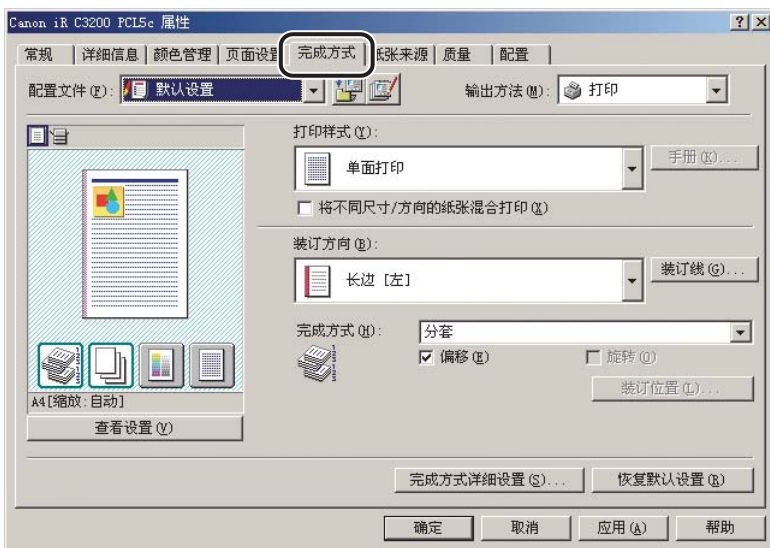 Canon iR C3200 PCL5c 属性
常规 详细信息 颜色管理 页面设置 完成方式 纸张来源 质量 配置
配置文件(F): 默认设置 输出方法(M): 打印
打印样式(Y):
单面打印 手册(K)...
将不同尺寸/方向的纸张混合打印(X)
装订方向(B):
长边 [左] 装订线(G)...
完成方式(H): 分套
偏移(E) 旋转(O)
装订位置(L)...
A4[缩放:自动]
查看设置(V)
完成方式详细设置(S)... 恢复默认设置(R)
确定 取消 应用(A) 帮助